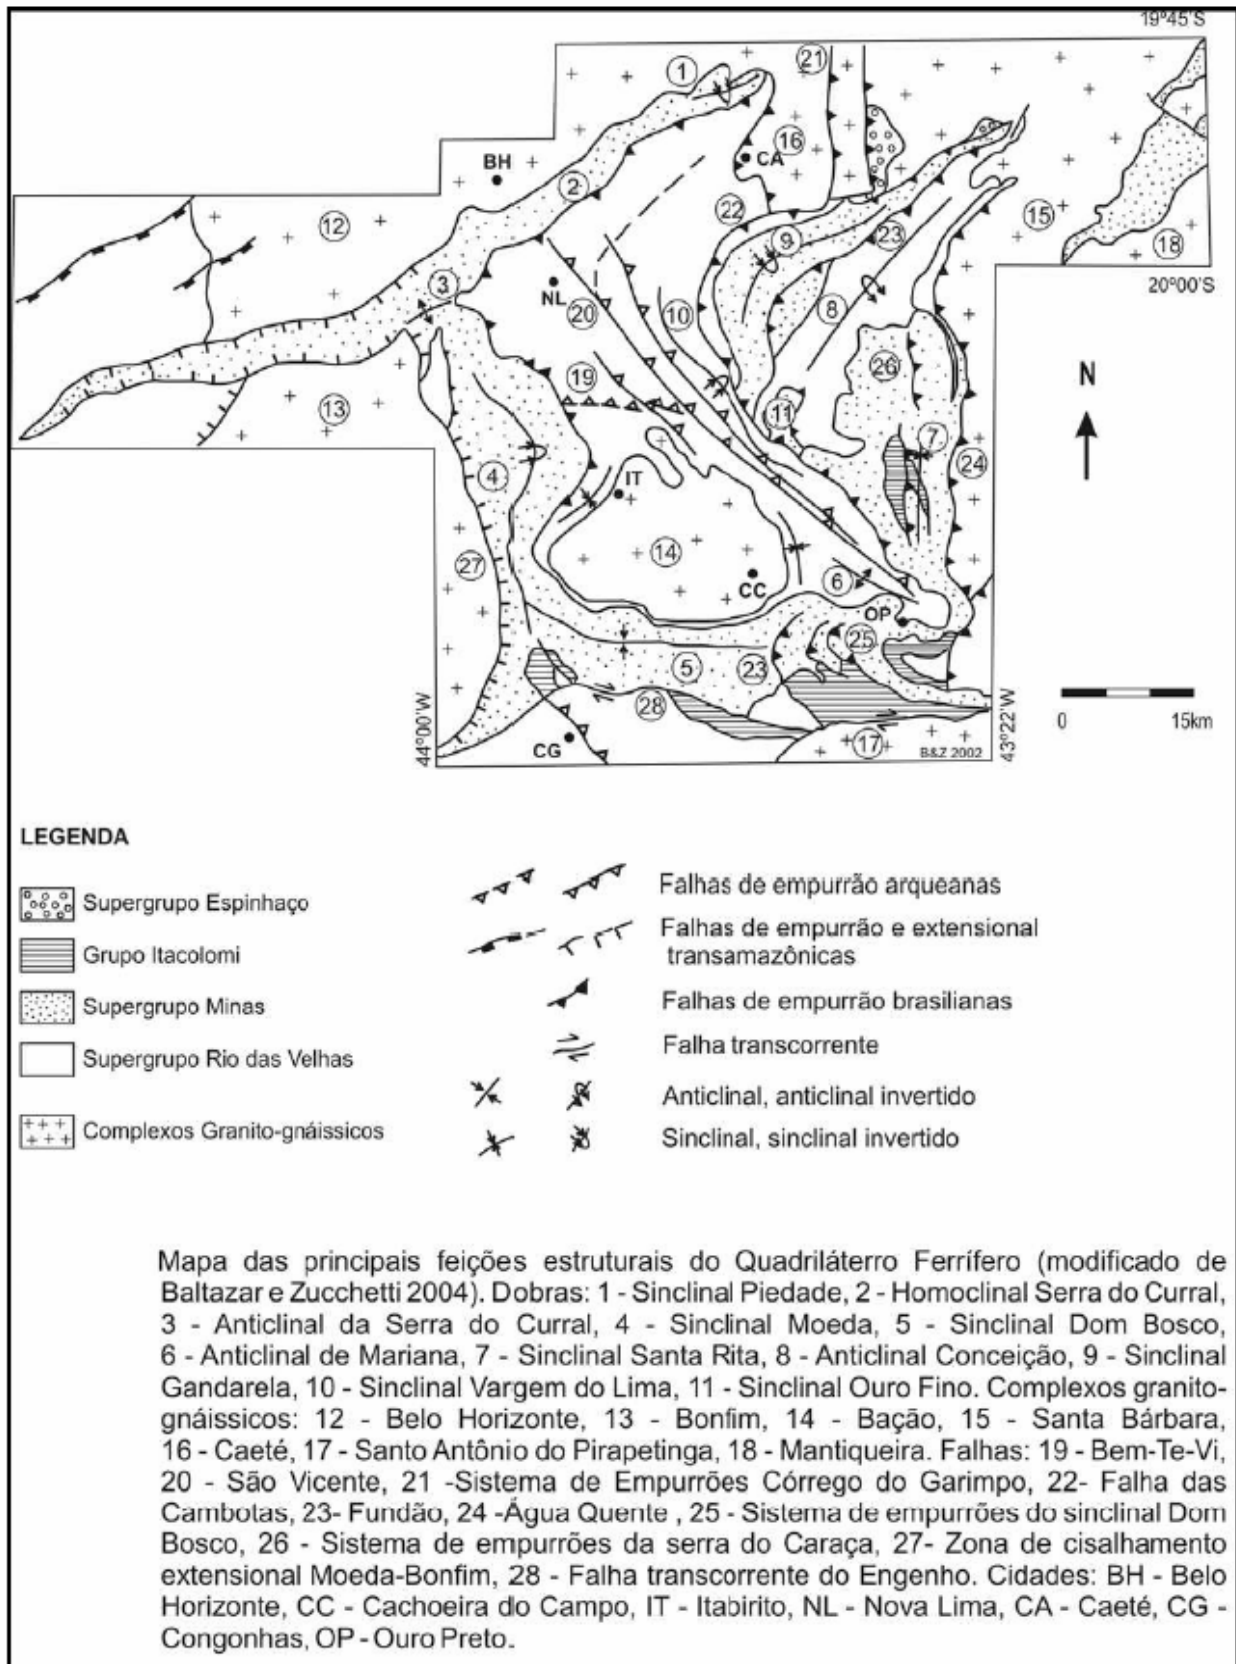 19º45'S
1
21
16
CA
BH
2
12
22
9
23
15
18
20º00'S
3
NL
20
10
8
26
N
19
13
11
7
24
4
IT
14
27
CC
6
OP
25
5
23
28
44º00'W
CG
17
B&Z 2002
43º22'W
0 15km
LEGENDA
Supergrupo Espinhaço
Grupo Itacolomi
Supergrupo Minas
Supergrupo Rio das Velhas
Complexos Granito-gnáissicos
Falhas de empurrão arqueanas
Falhas de empurrão e extensional
transamazônicas
Falhas de empurrão brasilianas
Falha transcorrente
Anticlinal, anticlinal invertido
Sinclinal, sinclinal invertido
Mapa das principais feições estruturais do Quadriláterro Ferrífero (modificado de
Baltazar e Zucchetti 2004). Dobras: 1 - Sinclinal Piedade, 2 - Homoclinal Serra do Curral,
3 - Anticlinal da Serra do Curral, 4 - Sinclinal Moeda, 5 - Sinclinal Dom Bosco,
6 - Anticlinal de Mariana, 7 - Sinclinal Santa Rita, 8 - Anticlinal Conceição, 9 - Sinclinal
Gandarela, 10 - Sinclinal Vargem do Lima, 11 - Sinclinal Ouro Fino. Complexos granito-
gnáissicos: 12 - Belo Horizonte, 13 - Bonfim, 14 - Bação, 15 - Santa Bárbara,
16 - Caeté, 17 - Santo Antônio do Pirapetinga, 18 - Mantiqueira. Falhas: 19 - Bem-Te-Vi,
20 - São Vicente, 21 -Sistema de Empurrões Córrego do Garimpo, 22- Falha das
Cambotas, 23- Fundão, 24 -Água Quente , 25 - Sistema de empurrões do sinclinal Dom
Bosco, 26 - Sistema de empurrões da serra do Caraça, 27- Zona de cisalhamento
extensional Moeda-Bonfim, 28 - Falha transcorrente do Engenho. Cidades: BH - Belo
Horizonte, CC - Cachoeira do Campo, IT - Itabirito, NL - Nova Lima, CA - Caeté, CG -
Congonhas, OP - Ouro Preto.